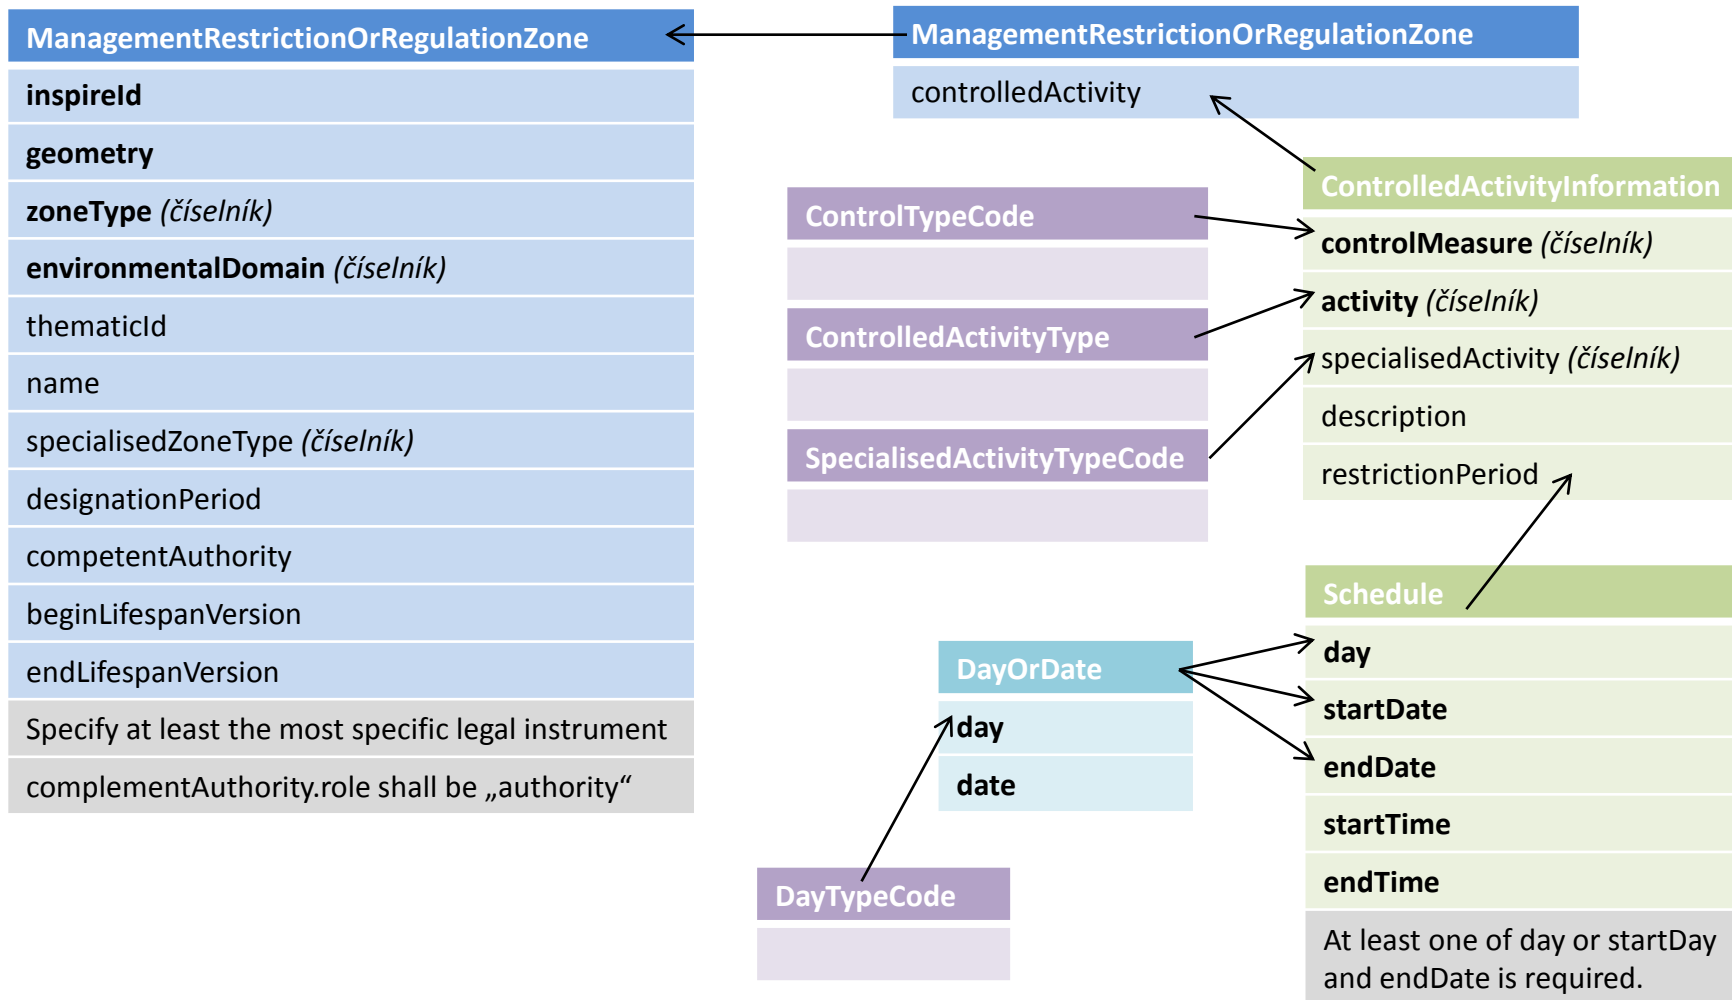 ManagementRestrictionOrRegulationZone
inspireId
geometry
zoneType (číselník)
environmentalDomain (číselník)
thematicId
name
specialisedZoneType (číselník)
designationPeriod
competentAuthority
beginLifespanVersion
endLifespanVersion
Specify at least the most specific legal instrument
complementAuthority.role shall be „authority“
ManagementRestrictionOrRegulationZone
controlledActivity
ControlTypeCode
ControlledActivityType
SpecialisedActivityTypeCode
ControlledActivityInformation
controlMeasure (číselník)
activity (číselník)
specialisedActivity (číselník)
description
restrictionPeriod
DayOrDate
day
date
DayTypeCode
Schedule
day
startDate
endDate
startTime
endTime
At least one of day or startDay
and endDate is required.